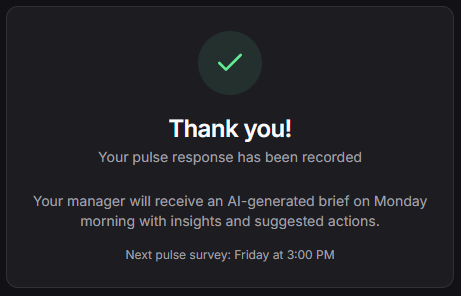 Thank you!
Your pulse response has been recorded
Your manager will receive an AI-generated brief on Monday
morning with insights and suggested actions.
Next pulse survey: Friday at 3:00 PM